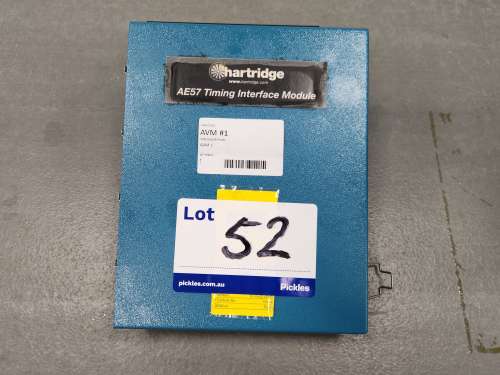 hartridge
www.hartridge.com
AE57 Timing Interface Module
AVM #1
Lot
52
pickles.com.au
Pickles